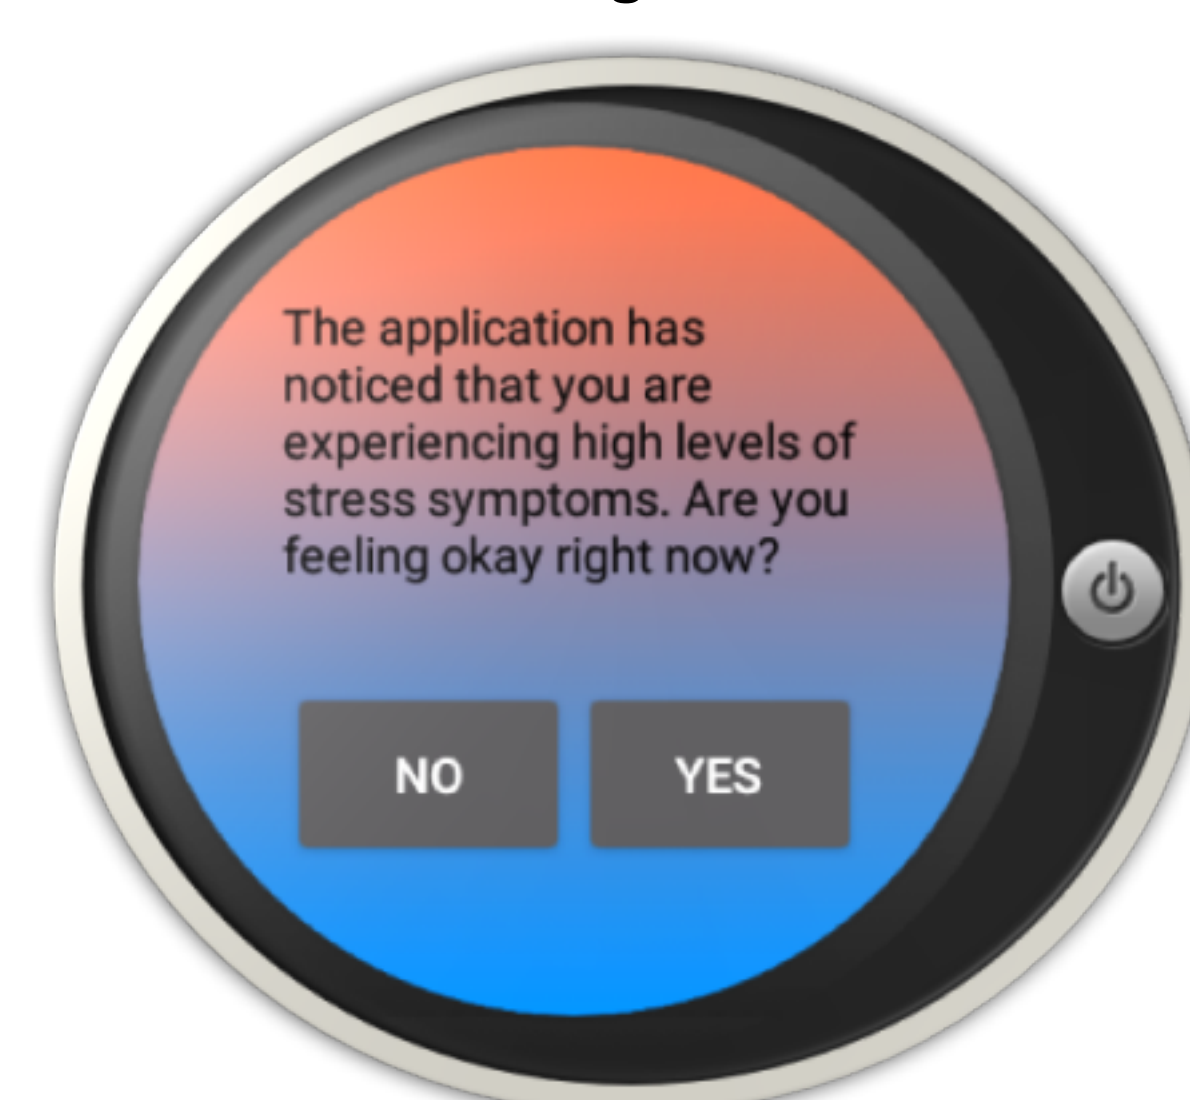 The application has
noticed that you are
experiencing high levels of
stress symptoms. Are you
feeling okay right now?
NO YES